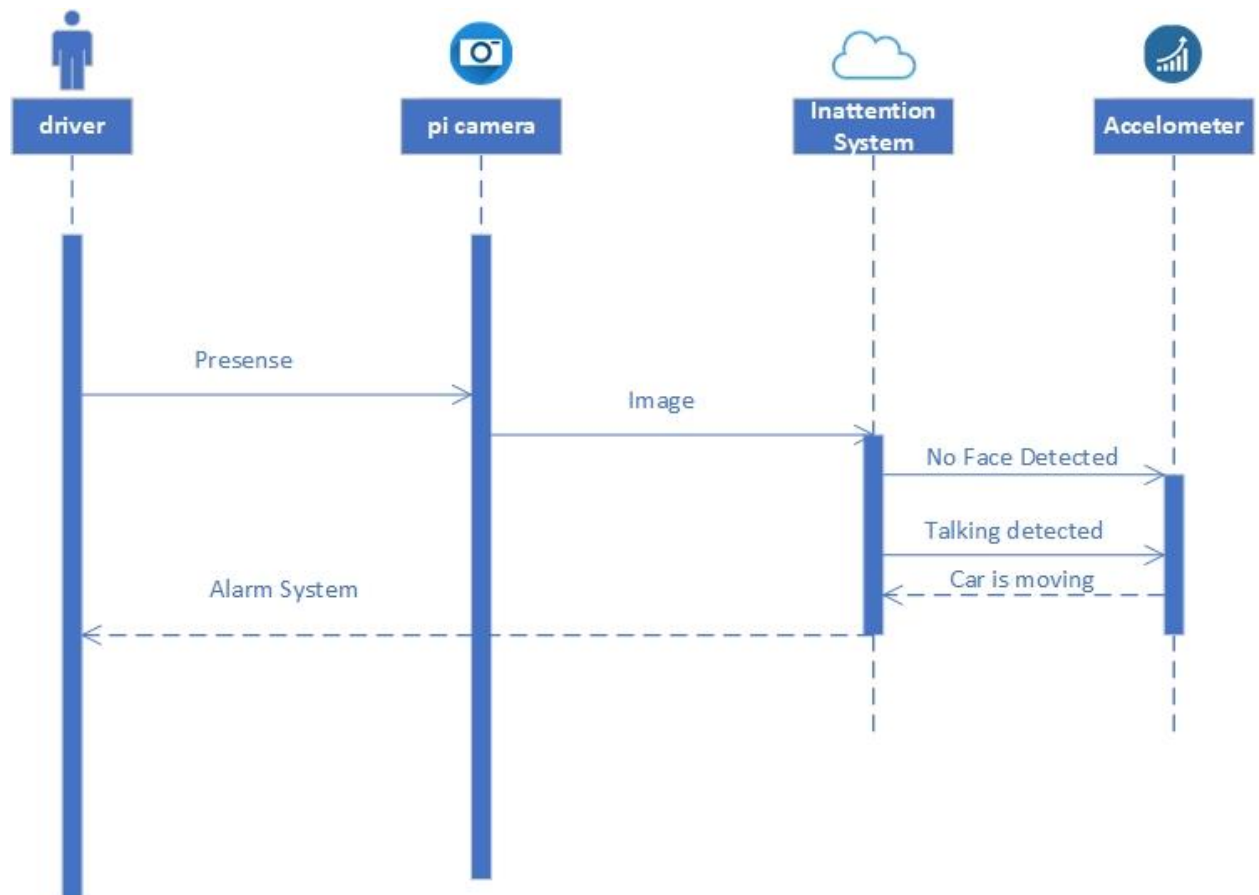 driver
pi camera
Inattention
System
Accelometer
Presense
Image
No Face Detected
Talking detected
Car is moving
Alarm System